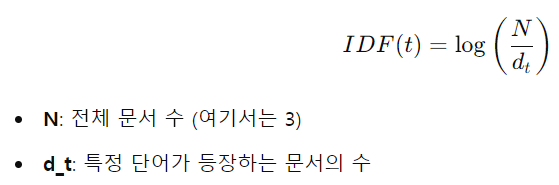 IDF(t) = log(N/d_t)
• N: 전체 문서 수 (여기서는 3)
• d_t: 특정 단어가 등장하는 문서의 수